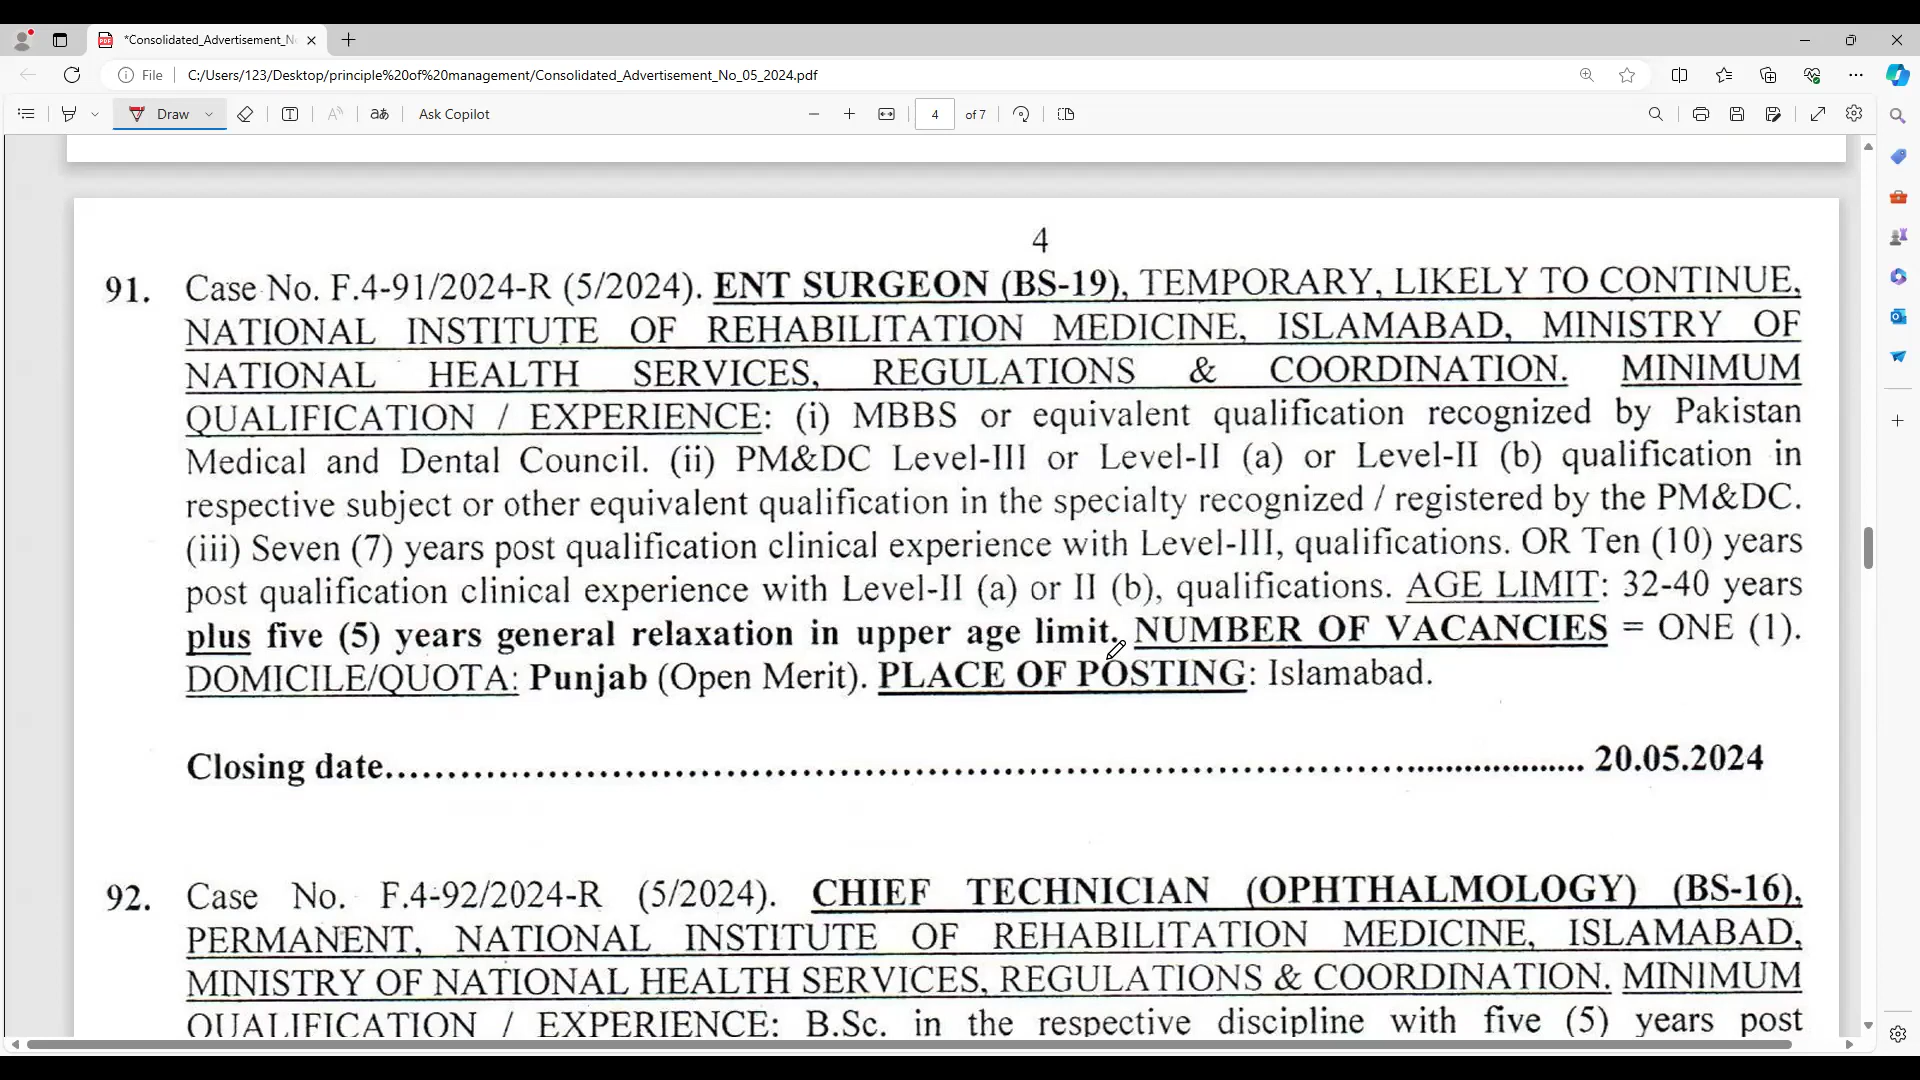 *Consolidated_Advertisement_N
File
C:/Users/123/Desktop/principle%20of%20management/Consolidated_Advertisement_No_05_2024.pdf
Draw
Ask Copilot
4
of 7
4
91. Case No. F.4-91/2024-R (5/2024). ENT SURGEON (BS-19), TEMPORARY, LIKELY TO CONTINUE,
NATIONAL INSTITUTE OF REHABILITATION MEDICINE, ISLAMABAD, MINISTRY OF
NATIONAL HEALTH SERVICES, REGULATIONS & COORDINATION. MINIMUM
QUALIFICATION / EXPERIENCE: (i) MBBS or equivalent qualification recognized by Pakistan
Medical and Dental Council. (ii) PM&DC Level-III or Level-II (a) or Level-II (b) qualification in
respective subject or other equivalent qualification in the specialty recognized / registered by the PM&DC.
(iii) Seven (7) years post qualification clinical experience with Level-III, qualifications. OR Ten (10) years
post qualification clinical experience with Level-II (a) or II (b), qualifications. AGE LIMIT: 32-40 years
plus five (5) years general relaxation in upper age limit. NUMBER OF VACANCIES = ONE (1).
DOMICILE/QUOTA: Punjab (Open Merit). PLACE OF POSTING: Islamabad.
Closing date.......................................................................................... 20.05.2024
92. Case No. F.4-92/2024-R (5/2024). CHIEF TECHNICIAN (OPHTHALMOLOGY) (BS-16),
PERMANENT, NATIONAL INSTITUTE OF REHABILITATION MEDICINE, ISLAMABAD,
MINISTRY OF NATIONAL HEALTH SERVICES, REGULATIONS & COORDINATION. MINIMUM
QUALIFICATION / EXPERIENCE: B.Sc. in the respective discipline with five (5) years post